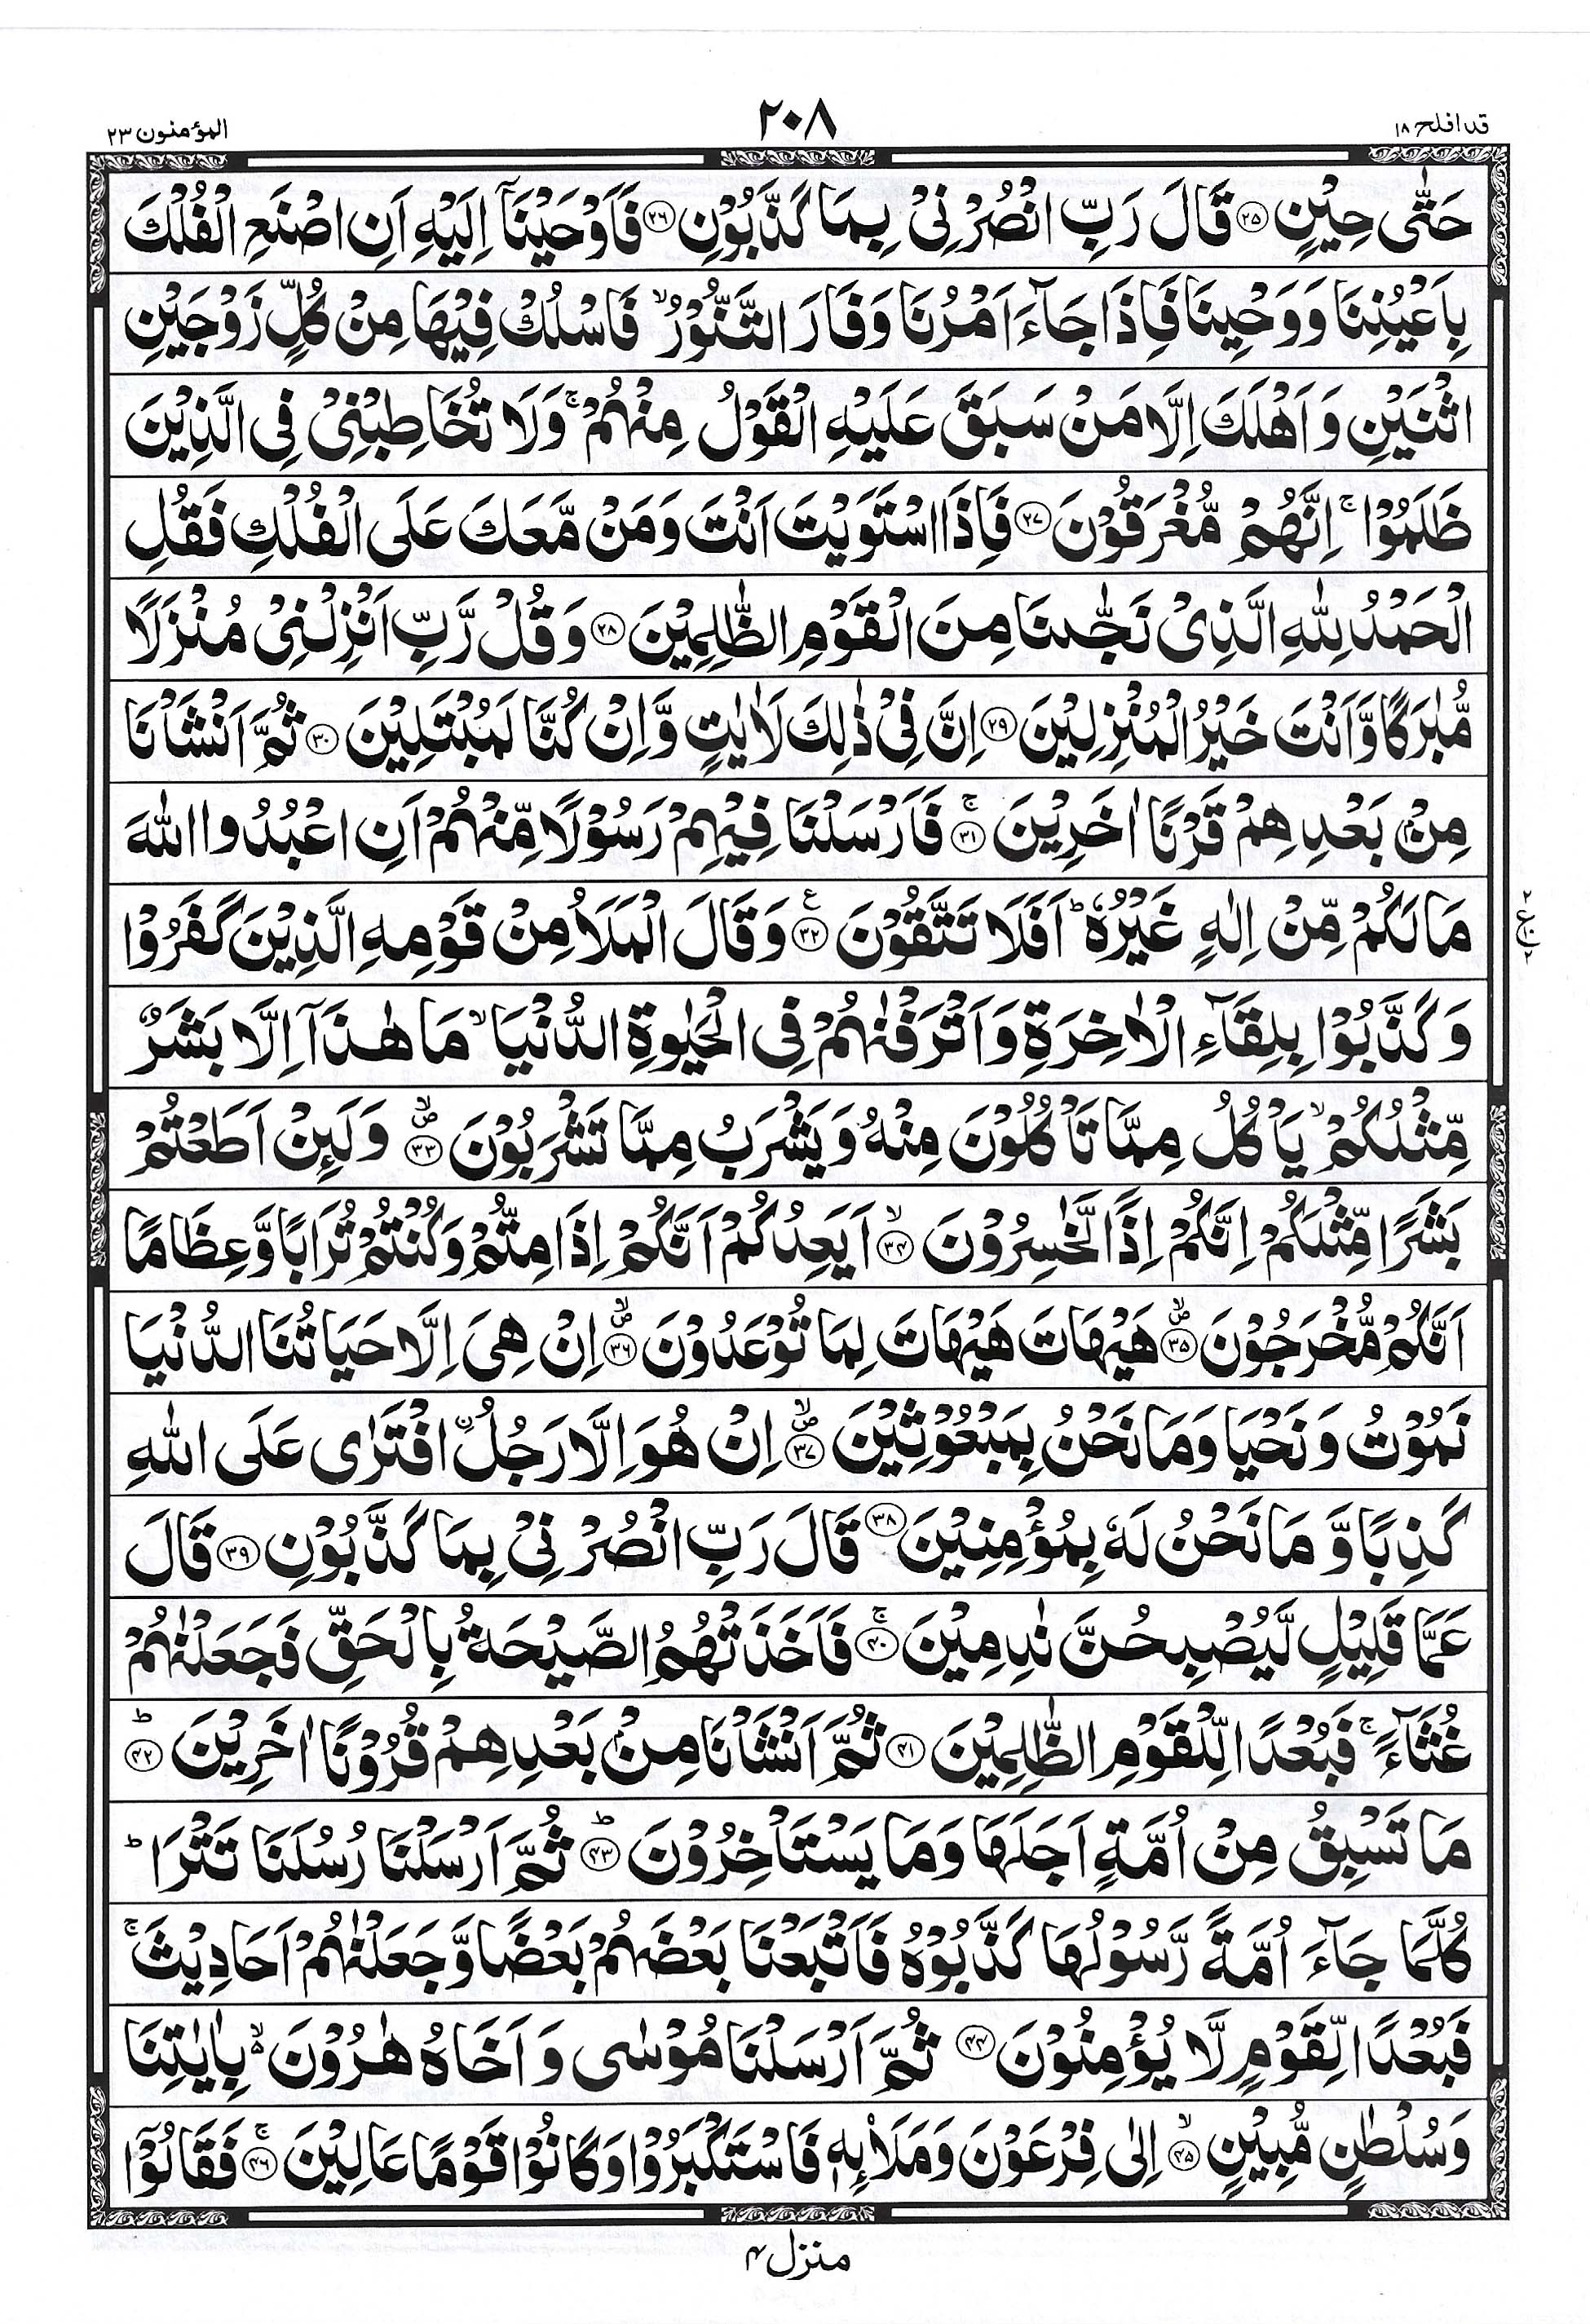 قد افلح ١٨
٢٠٨
المؤمنون ٢٣
حَتّٰى حِيْنٍ ﴿٢٥﴾ قَالَ رَبِّ انْصُرْنِىْ بِمَا كَذَّبُوْنِ ﴿٢٦﴾ فَاَوْحَيْنَاۤ اِلَيْهِ اَنِ اصْنَعِ الْفُلْكَ
بِاَعْيُنِنَا وَوَحْيِنَا فَاِذَا جَآءَ اَمْرُنَا وَفَارَ التَّنُّوْرُۙ فَاسْلُكْ فِيْهَا مِنْ كُلٍّ زَوْجَيْنِ
اثْنَيْنِ وَاَهْلَكَ اِلَّا مَنْ سَبَقَ عَلَيْهِ الْقَوْلُ مِنْهُمْۚ وَلَا تُخَاطِبْنِىْ فِى الَّذِيْنَ
ظَلَمُوْاۚ اِنَّهُمْ مُّغْرَقُوْنَ ﴿٢٧﴾ فَاِذَا اسْتَوَيْتَ اَنْتَ وَمَنْ مَّعَكَ عَلَى الْفُلْكِ فَقُلِ
الْحَمْدُ لِلّٰهِ الَّذِىْ نَجّٰىنَا مِنَ الْقَوْمِ الظّٰلِمِيْنَ ﴿٢٨﴾ وَقُلْ رَّبِّ اَنْزِلْنِىْ مُنْزَلًا
مُّبٰرَكًا وَّاَنْتَ خَيْرُ الْمُنْزِلِيْنَ ﴿٢٩﴾ اِنَّ فِىْ ذٰلِكَ لَاٰيٰتٍ وَّاِنْ كُنَّا لَمُبْتَلِيْنَ ﴿٣٠﴾ ثُمَّ اَنْشَاْنَا
مِنْۢ بَعْدِهِمْ قَرْنًا اٰخَرِيْنَ ﴿٣١﴾ۚ فَاَرْسَلْنَا فِيْهِمْ رَسُوْلًا مِّنْهُمْ اَنِ اعْبُدُوا اللّٰهَ
مَا لَكُمْ مِّنْ اِلٰهٍ غَيْرُهٗؕ اَفَلَا تَتَّقُوْنَ ﴿٣٢﴾ع وَقَالَ الْمَلَاُ مِنْ قَوْمِهِ الَّذِيْنَ كَفَرُوْا
وَكَذَّبُوْا بِلِقَآءِ الْاٰخِرَةِ وَاَتْرَفْنٰهُمْ فِى الْحَيٰوةِ الدُّنْيَاۙ مَا هٰذَاۤ اِلَّا بَشَرٌ
مِّثْلُكُمْۙ يَاْكُلُ مِمَّا تَاْكُلُوْنَ مِنْهُ وَيَشْرَبُ مِمَّا تَشْرَبُوْنَ ﴿٣٣﴾ۙ وَلَئِنْ اَطَعْتُمْ
بَشَرًا مِّثْلَكُمْ اِنَّكُمْ اِذًا لَّخٰسِرُوْنَ ﴿٣٤﴾ۙ اَيَعِدُكُمْ اَنَّكُمْ اِذَا مِتُّمْ وَكُنْتُمْ تُرَابًا وَّعِظَامًا
اَنَّكُمْ مُّخْرَجُوْنَ ﴿٣٥﴾ۙ هَيْهَاتَ هَيْهَاتَ لِمَا تُوْعَدُوْنَ ﴿٣٦﴾ۙ اِنْ هِىَ اِلَّا حَيَاتُنَا الدُّنْيَا
نَمُوْتُ وَنَحْيَا وَمَا نَحْنُ بِمَبْعُوْثِيْنَ ﴿٣٧﴾ۙ اِنْ هُوَ اِلَّا رَجُلُ ِۨ افْتَرٰى عَلَى اللّٰهِ
كَذِبًا وَّمَا نَحْنُ لَهٗ بِمُؤْمِنِيْنَ ﴿٣٨﴾ قَالَ رَبِّ انْصُرْنِىْ بِمَا كَذَّبُوْنِ ﴿٣٩﴾ قَالَ
عَمَّا قَلِيْلٍ لَّيُصْبِحُنَّ نٰدِمِيْنَ ﴿٤٠﴾ۚ فَاَخَذَتْهُمُ الصَّيْحَةُ بِالْحَقِّ فَجَعَلْنٰهُمْ
غُثَآءًۚ فَبُعْدًا لِّلْقَوْمِ الظّٰلِمِيْنَ ﴿٤١﴾ ثُمَّ اَنْشَاْنَا مِنْۢ بَعْدِهِمْ قُرُوْنًا اٰخَرِيْنَ ﴿٤٢﴾ؕ
مَا تَسْبِقُ مِنْ اُمَّةٍ اَجَلَهَا وَمَا يَسْتَاْخِرُوْنَ ﴿٤٣﴾ؕ ثُمَّ اَرْسَلْنَا رُسُلَنَا تَتْرَاؕ
كُلَّمَا جَآءَ اُمَّةً رَّسُوْلُهَا كَذَّبُوْهُ فَاَتْبَعْنَا بَعْضَهُمْ بَعْضًا وَّجَعَلْنٰهُمْ اَحَادِيْثَۚ
فَبُعْدًا لِّقَوْمٍ لَّا يُؤْمِنُوْنَ ﴿٤٤﴾ ثُمَّ اَرْسَلْنَا مُوْسٰى وَاَخَاهُ هٰرُوْنَ ۙ۬ بِاٰيٰتِنَا
وَسُلْطٰنٍ مُّبِيْنٍ ﴿٤٥﴾ۙ اِلٰى فِرْعَوْنَ وَمَلَا۟ئِهٖ فَاسْتَكْبَرُوْا وَكَانُوْا قَوْمًا عَالِيْنَ ﴿٤٦﴾ۚ فَقَالُوْۤا
منزل ٤